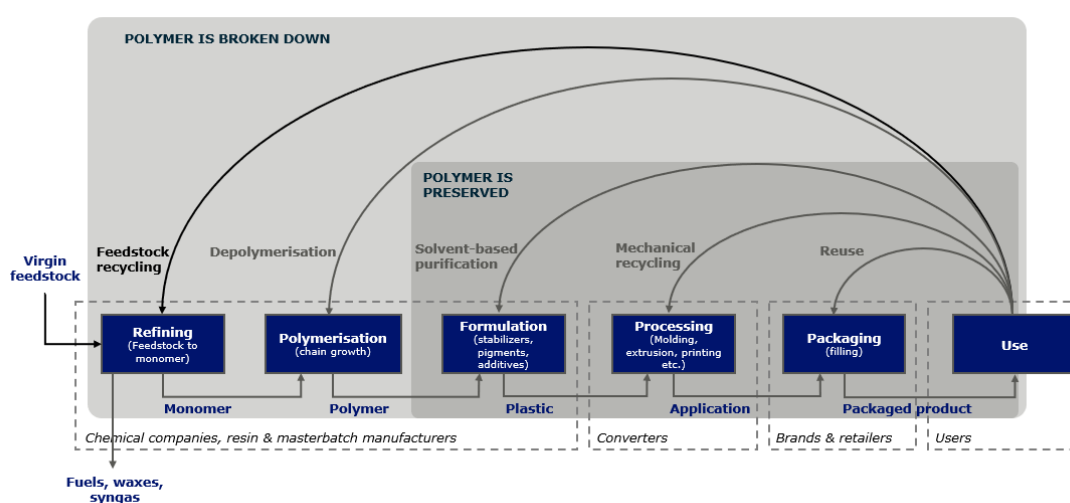 POLYMER IS BROKEN DOWN
POLYMER IS
PRESERVED
Feedstock
recycling
Depolymerisation
Solvent-based
purification
Mechanical
recycling
Reuse
Virgin
feedstock
Refining
(Feedstock to
monomer)
Polymerisation
(chain growth)
Formulation
(stabilizers,
pigments,
additives)
Processing
(Molding,
extrusion, printing
etc.)
Packaging
(filling)
Use
Monomer
Polymer
Plastic
Application
Packaged product
Chemical companies, resin & masterbatch manufacturers
Converters
Brands & retailers
Users
Fuels, waxes,
syngas